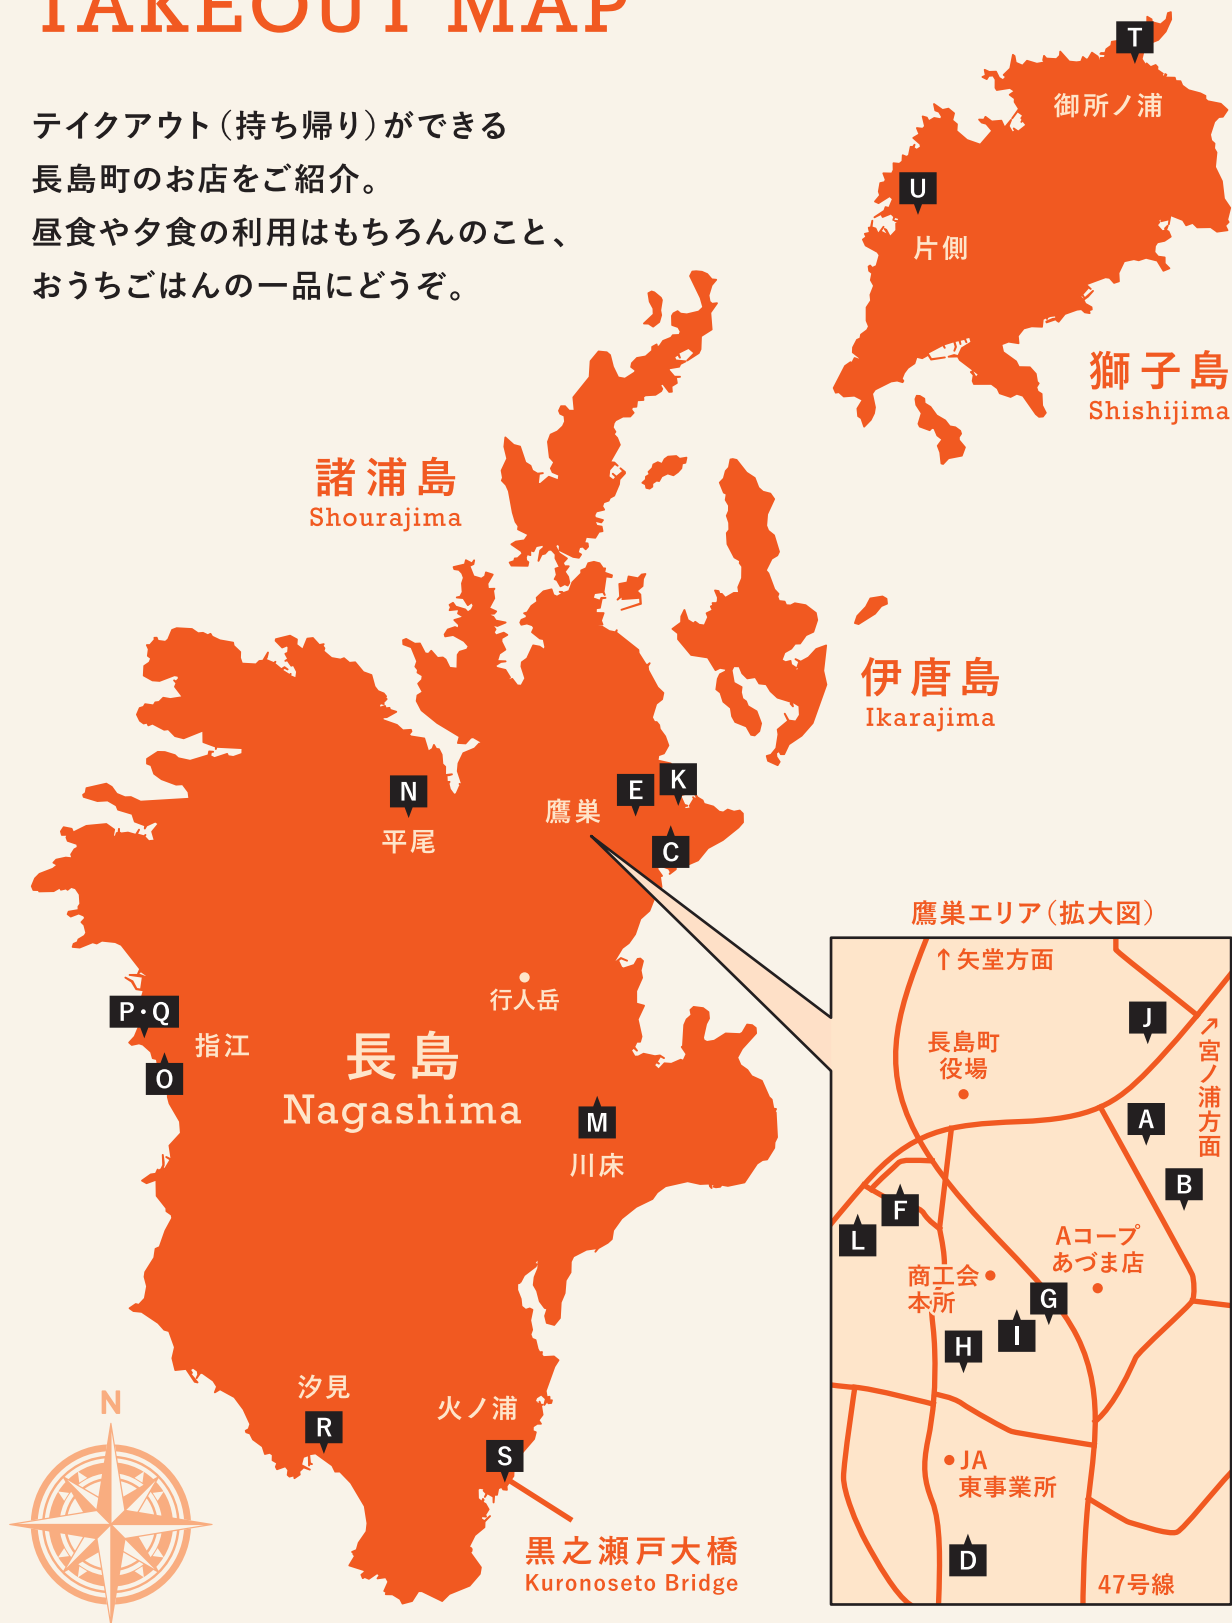 TAKEOUT MAP
テイクアウト（持ち帰り）ができる
長島町のお店をご紹介。
昼食や夕食の利用はもちろんのこと、
おうちごはんの一品にどうぞ。
T
御所ノ浦
U
片側
獅子島
Shishijima
諸浦島
Shourajima
伊唐島
Ikarajima
N
平尾
鷹巣
E
K
C
行人岳
P・Q
指江
O
長島
Nagashima
M
川床
汐見
R
火ノ浦
S
黒之瀬戸大橋
Kuronoseto Bridge
N
鷹巣エリア（拡大図）
↑矢堂方面
J
↗宮ノ浦方面
長島町
役場
A
B
F
L
Aコープ
あづま店
商工会
本所
G
I
H
JA
東事業所
D
47号線